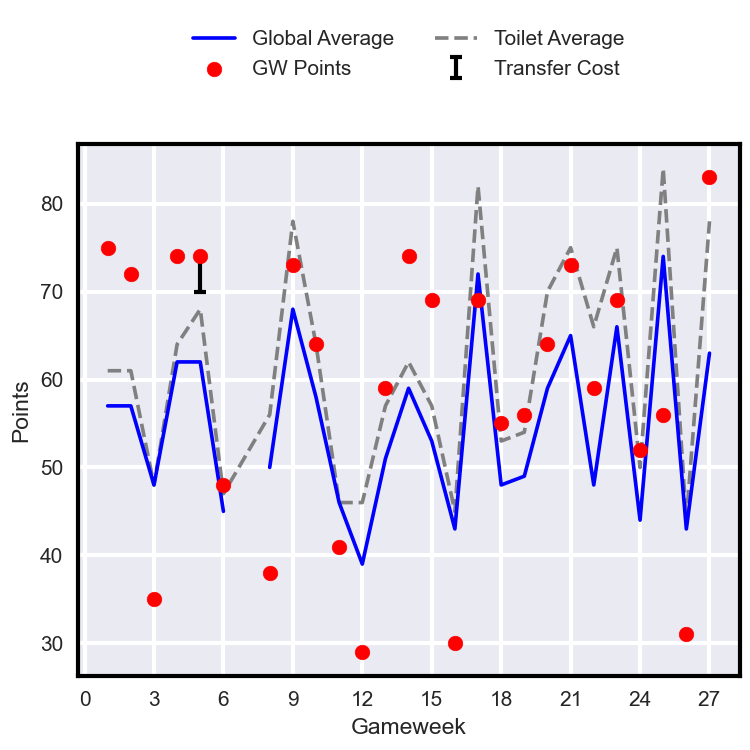 Global Average
Toilet Average
GW Points
Transfer Cost
80
70
60
50
40
30
Points
0 3 6 9 12 15 18 21 24 27
Gameweek